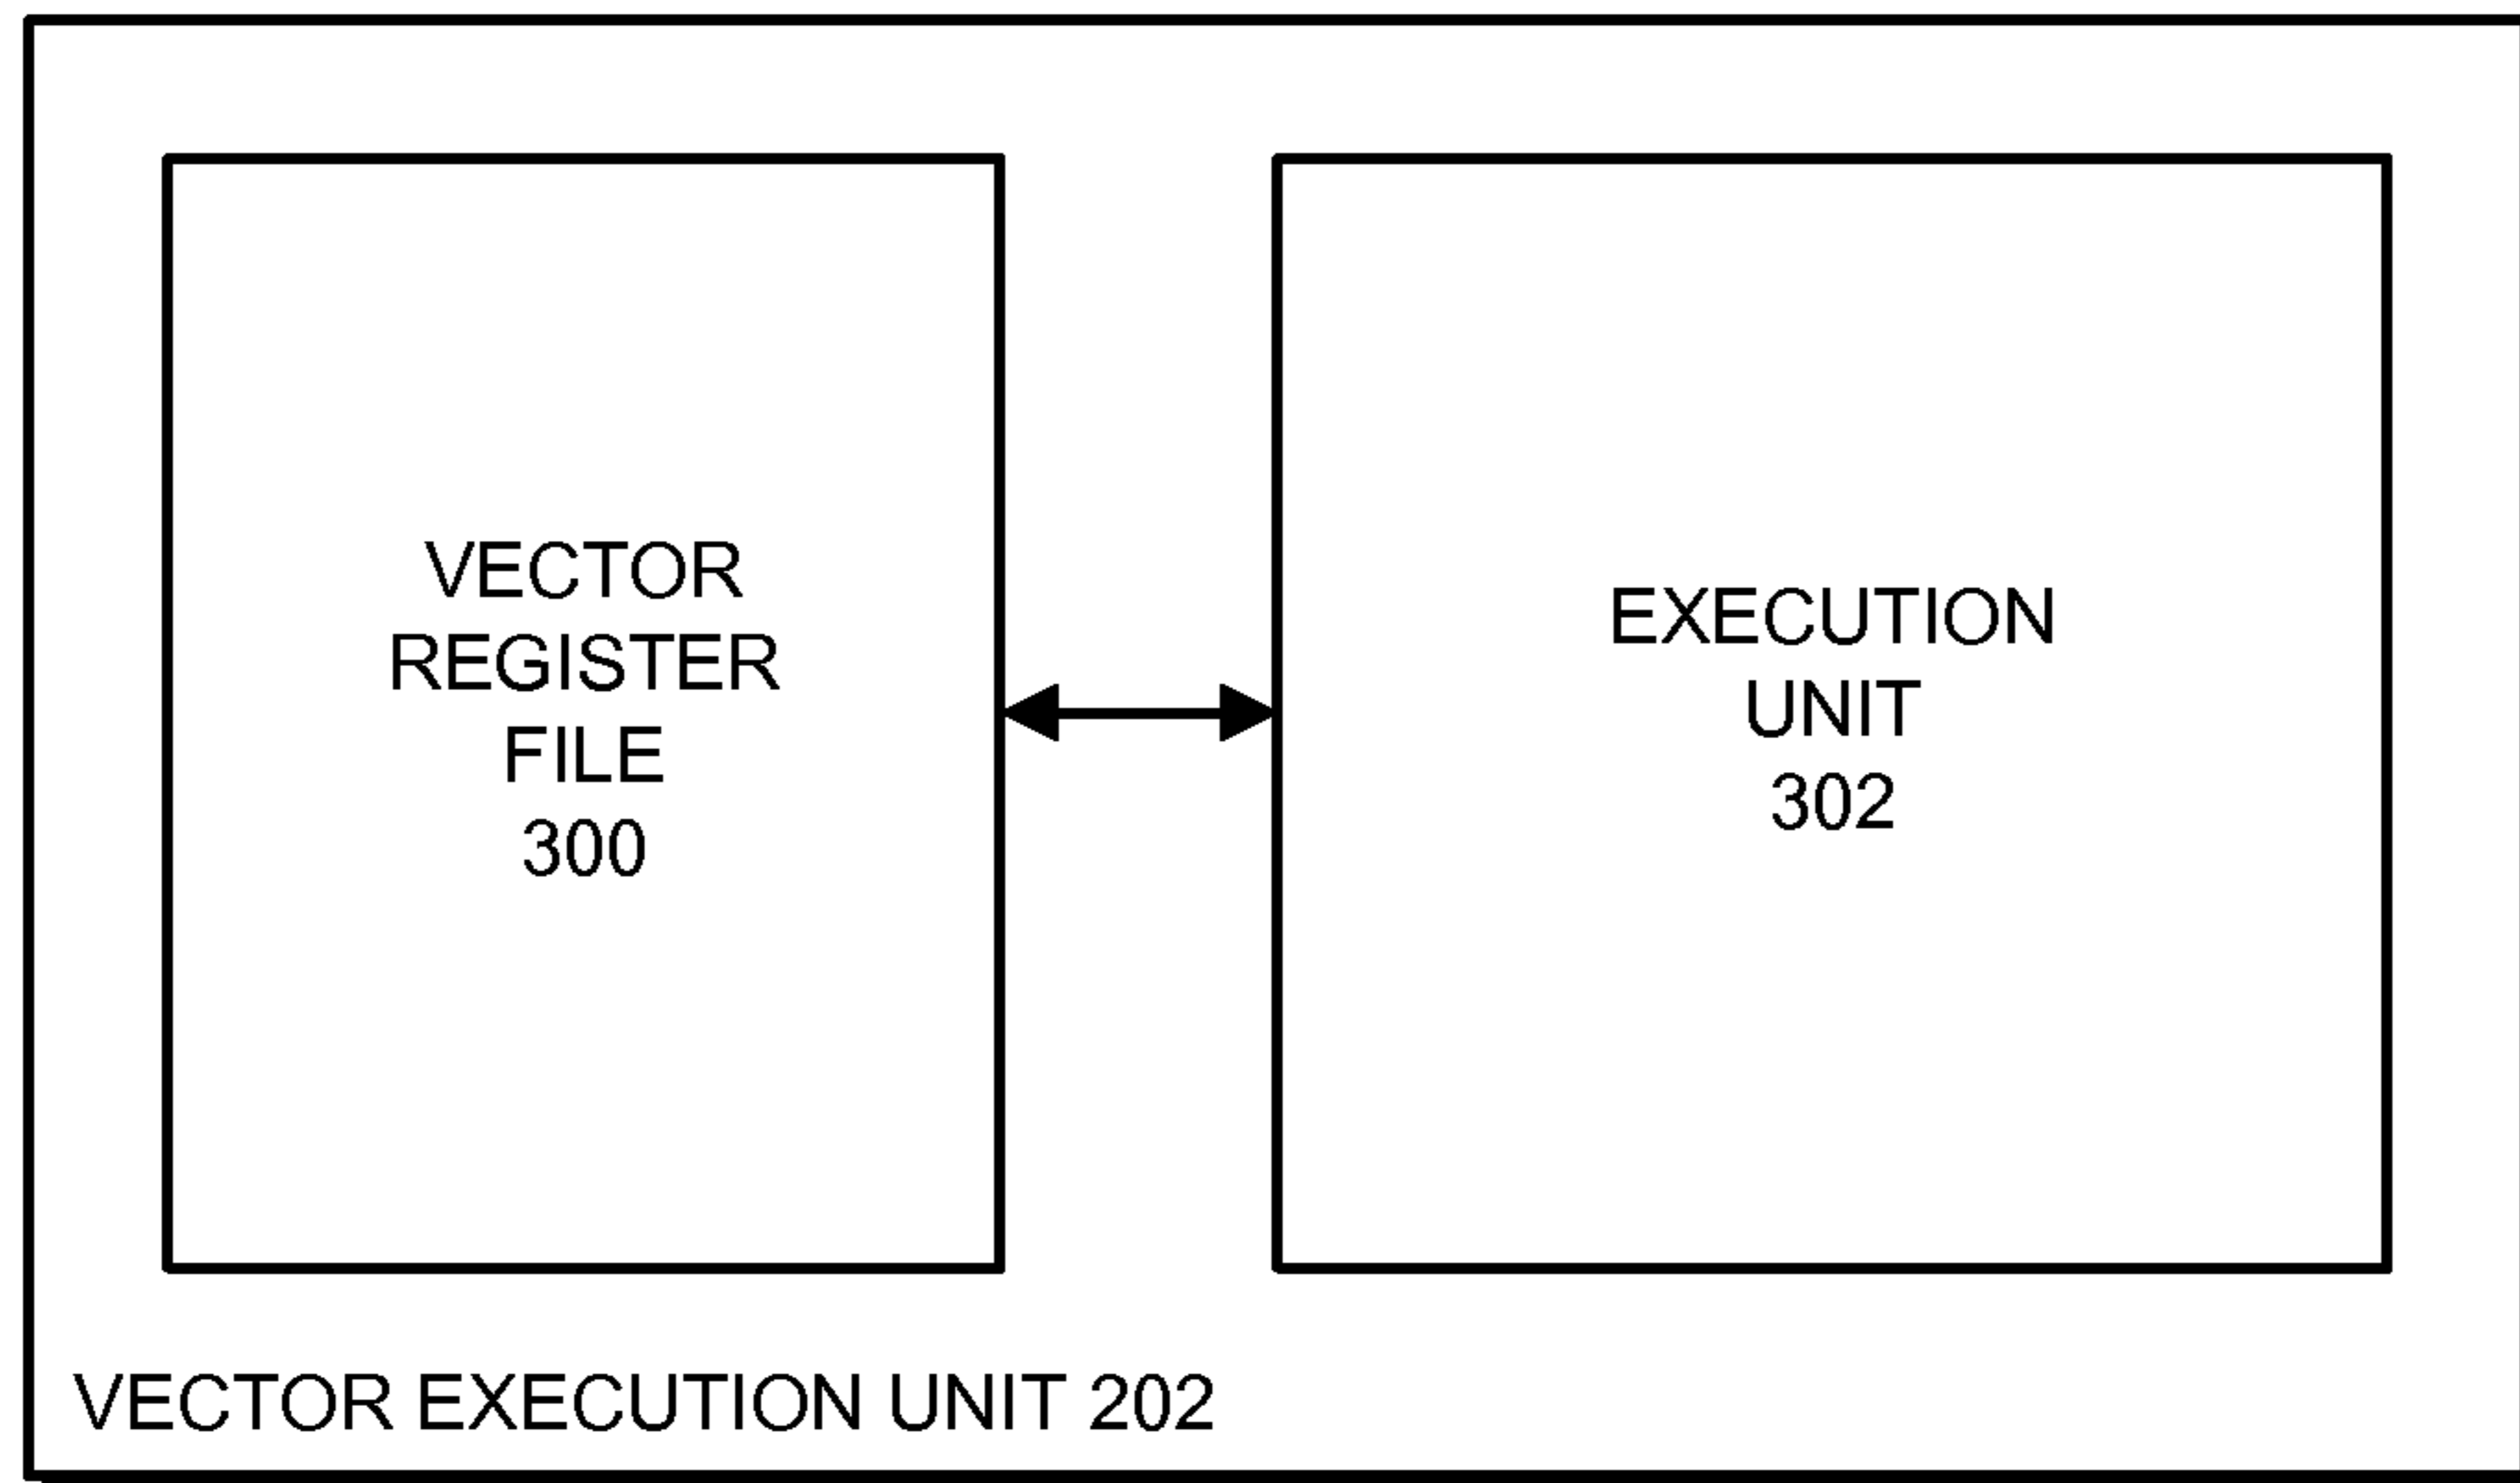 VECTOR
REGISTER
FILE
300
EXECUTION
UNIT
302
VECTOR EXECUTION UNIT 202